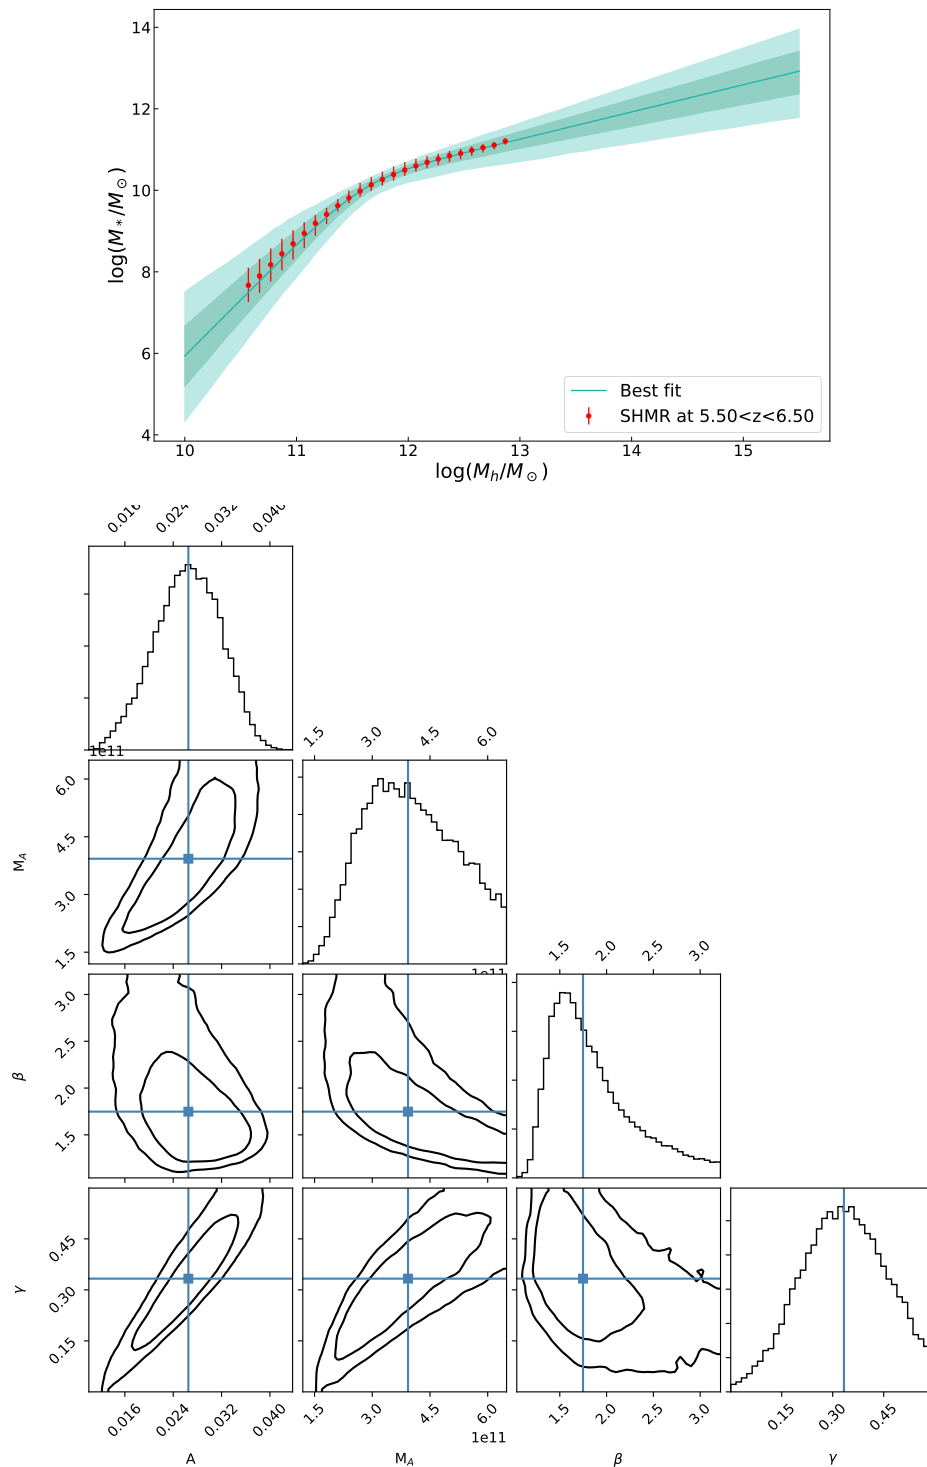 14
12
10
8
6
4
log(M*/M⊙)
Best fit
SHMR at 5.50<z<6.50
10 11 12 13 14 15
log(Mh/M⊙)
0.016 0.024 0.032 0.040
1e11
1.5 3.0 4.5 6.0
6.0
4.5
3.0
1.5
MA
1e11
1.5 2.0 2.5 3.0
3.0
2.5
2.0
1.5
β
0.45
0.30
0.15
γ
0.016 0.024 0.032 0.040
1.5 3.0 4.5 6.0
1.5 2.0 2.5 3.0
0.15 0.30 0.45
1e11
A MA β γ